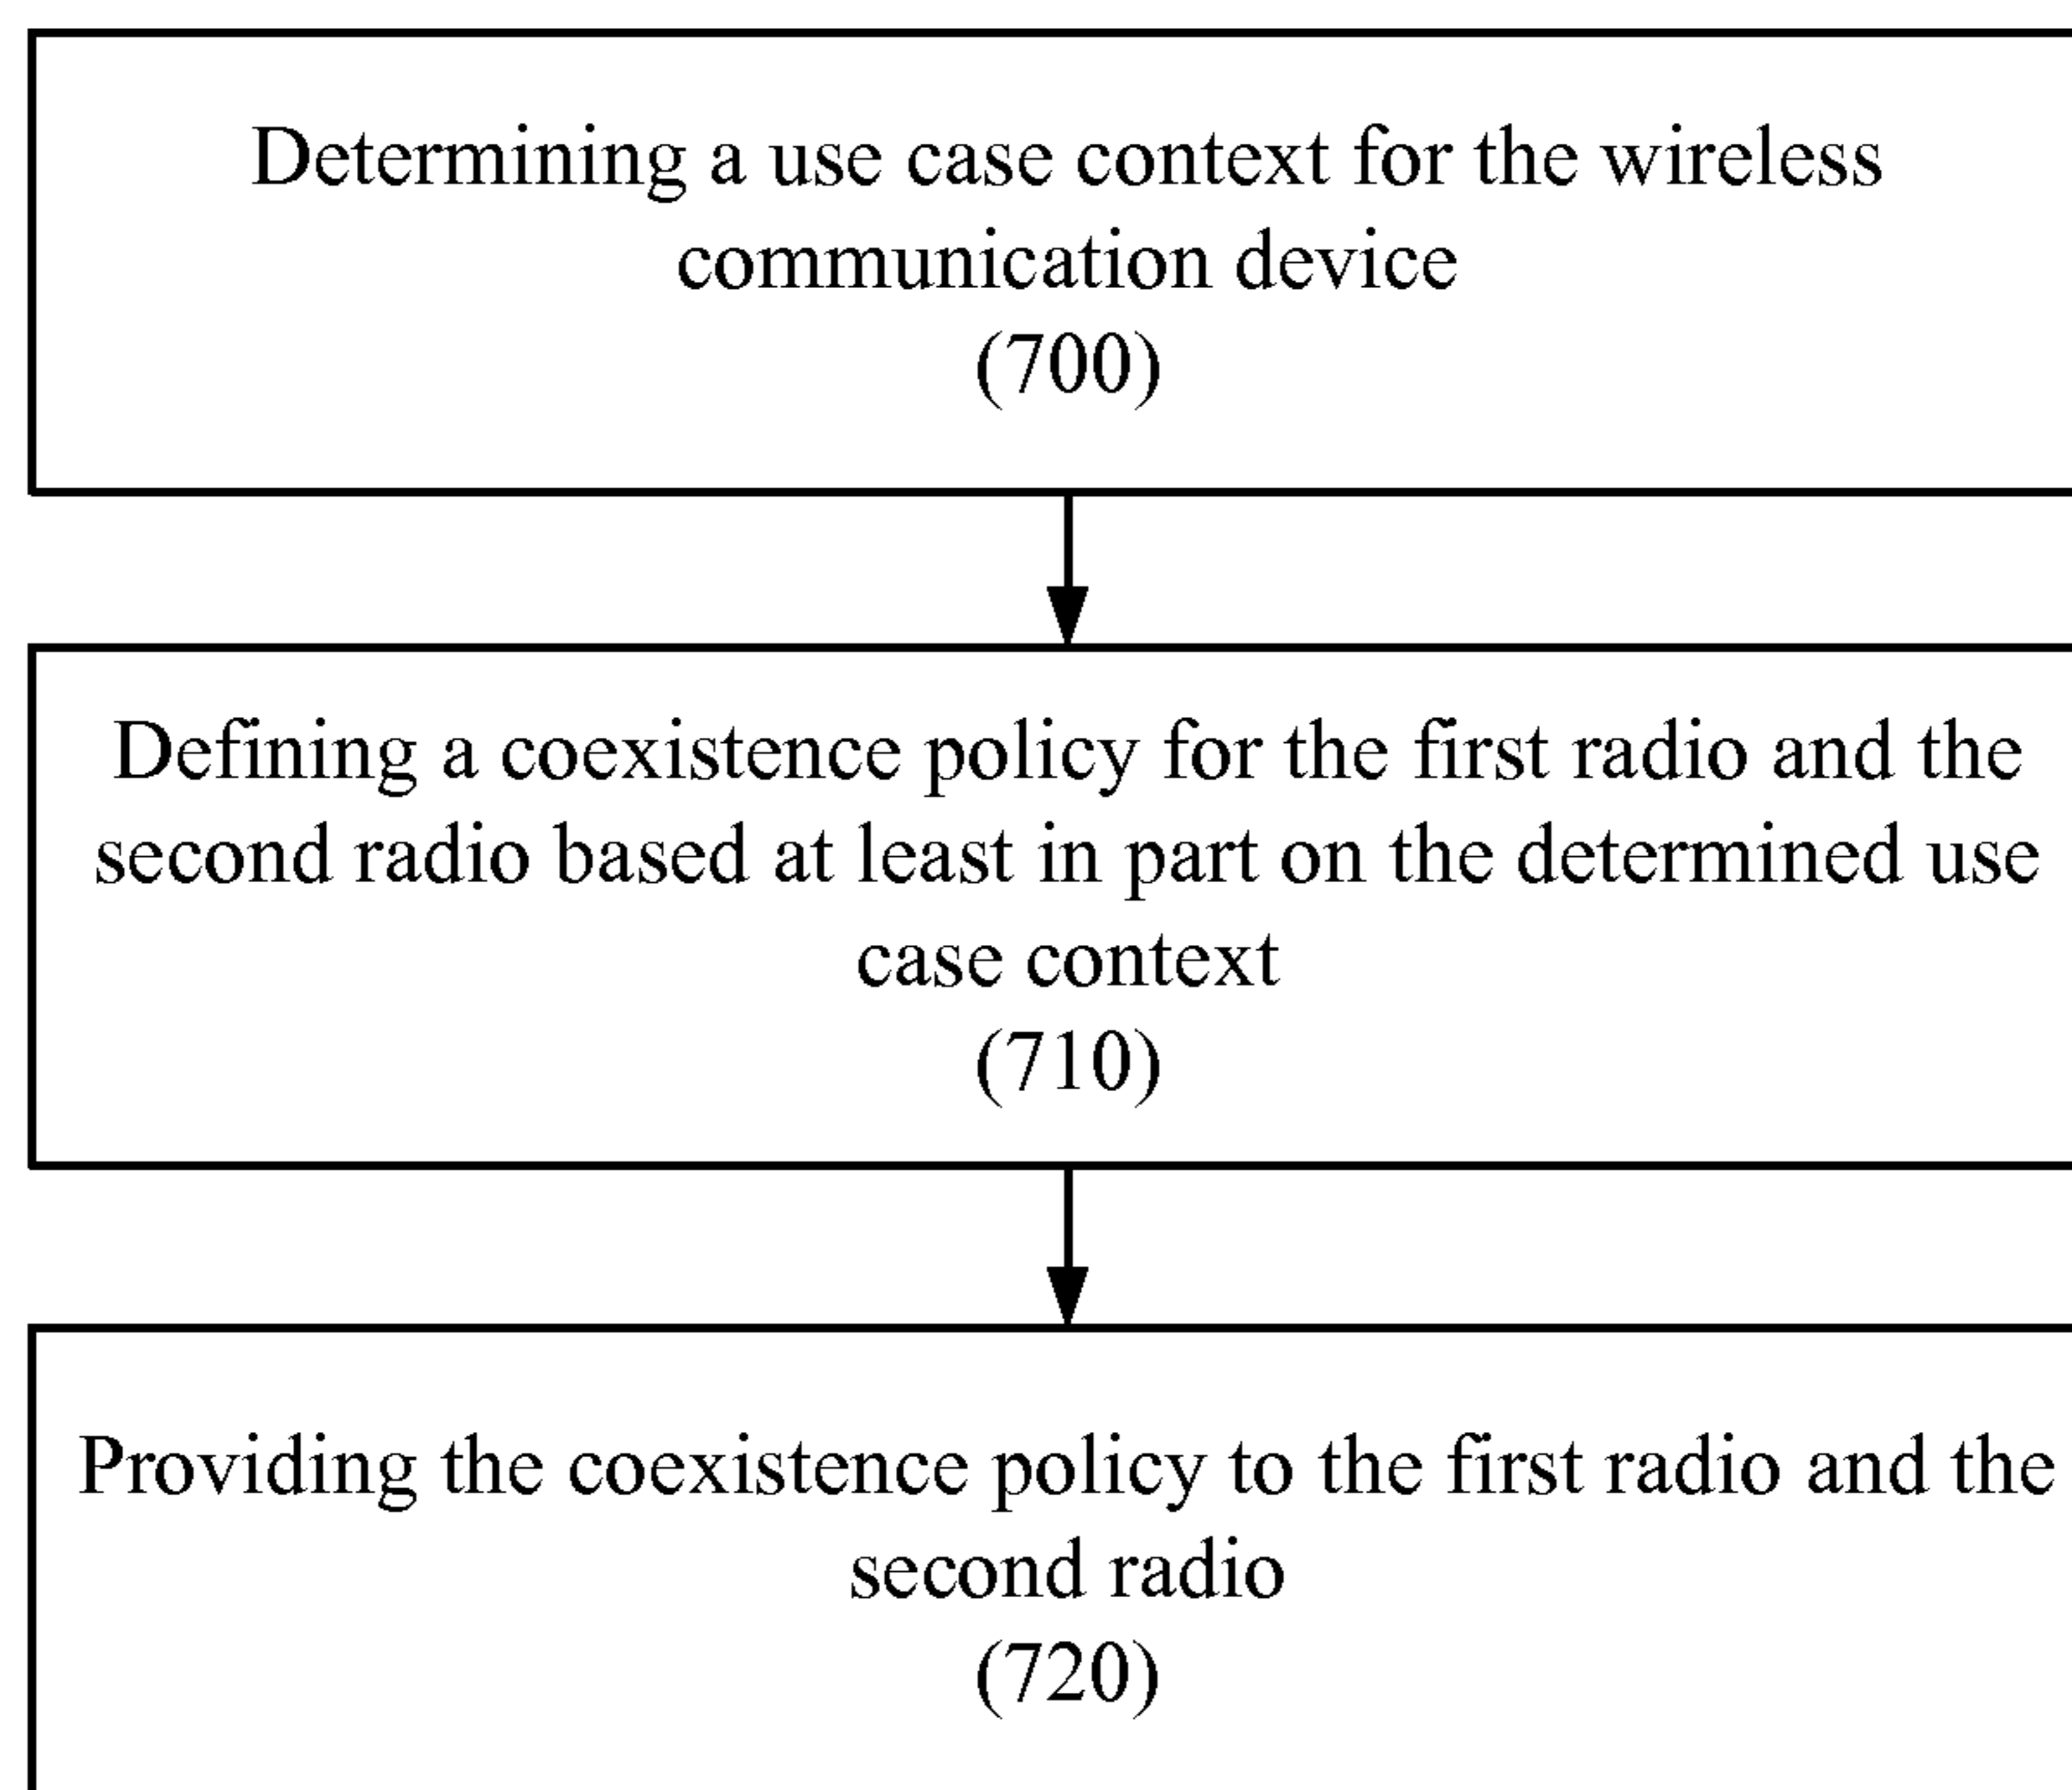 Determining a use case context for the wireless
communication device
(700)
Defining a coexistence policy for the first radio and the
second radio based at least in part on the determined use
case context
(710)
Providing the coexistence policy to the first radio and the
second radio
(720)